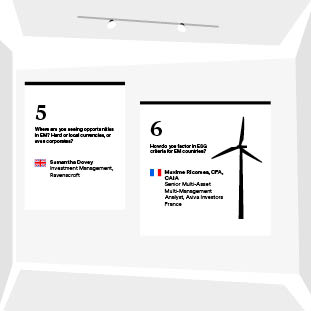 5
Where are you seeing opportunities
in EM? Hard or local currencies, or
even corporates?
Samantha Dovey
Investment Management,
Ravenscroft
6
How do you factor in ESG
criteria for EM countries?
Maxime Ricomes, CFA,
CAIA
Senior Multi-Asset
Multi-Management
Analyst, Aviva Investors
France